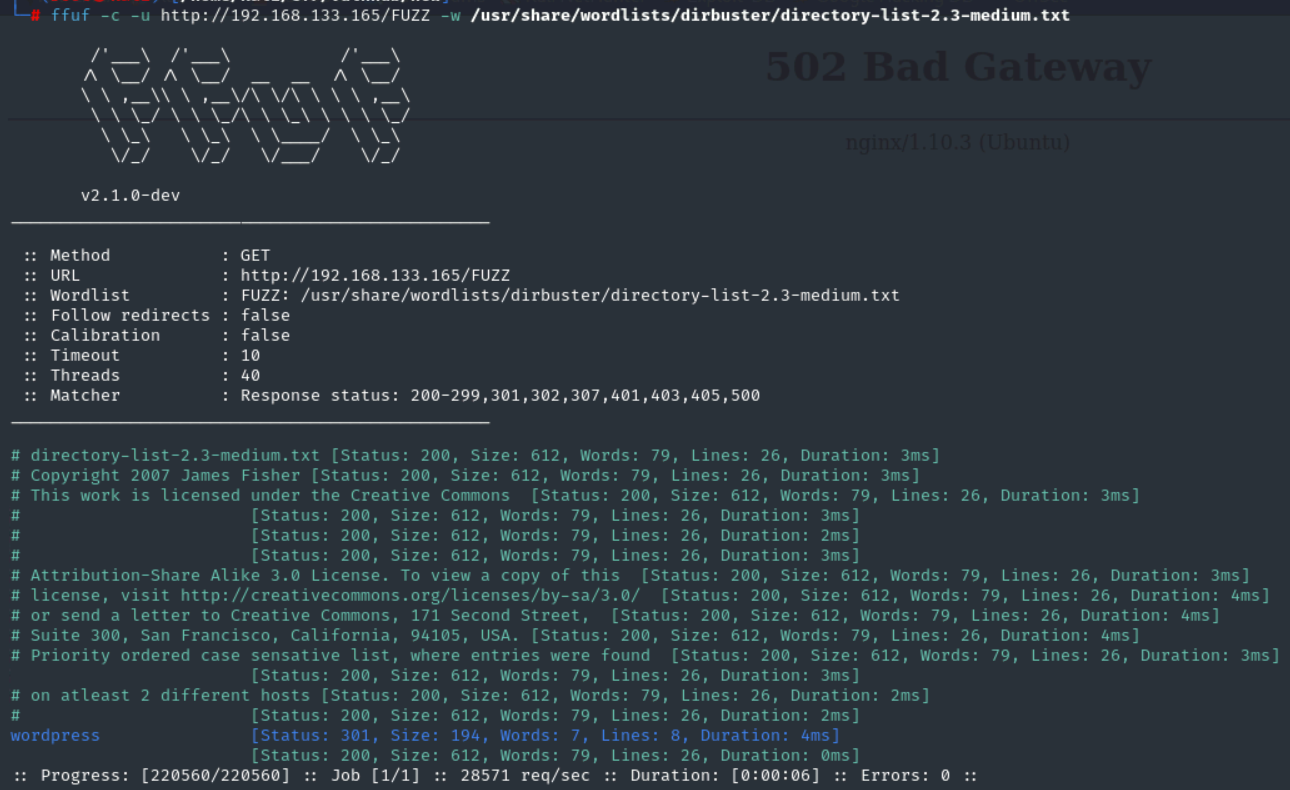 # ffuf -c -u http://192.168.133.165/FUZZ -w /usr/share/wordlists/dirbuster/directory-list-2.3-medium.txt
502 Bad Gateway
nginx/1.10.3 (Ubuntu)
v2.1.0-dev
:: Method : GET
:: URL : http://192.168.133.165/FUZZ
:: Wordlist : FUZZ: /usr/share/wordlists/dirbuster/directory-list-2.3-medium.txt
:: Follow redirects : false
:: Calibration : false
:: Timeout : 10
:: Threads : 40
:: Matcher : Response status: 200-299,301,302,307,401,403,405,500
# directory-list-2.3-medium.txt [Status: 200, Size: 612, Words: 79, Lines: 26, Duration: 3ms]
# Copyright 2007 James Fisher [Status: 200, Size: 612, Words: 79, Lines: 26, Duration: 3ms]
# This work is licensed under the Creative Commons [Status: 200, Size: 612, Words: 79, Lines: 26, Duration: 3ms]
# [Status: 200, Size: 612, Words: 79, Lines: 26, Duration: 3ms]
# [Status: 200, Size: 612, Words: 79, Lines: 26, Duration: 2ms]
# [Status: 200, Size: 612, Words: 79, Lines: 26, Duration: 3ms]
# Attribution-Share Alike 3.0 License. To view a copy of this [Status: 200, Size: 612, Words: 79, Lines: 26, Duration: 3ms]
# license, visit http://creativecommons.org/licenses/by-sa/3.0/ [Status: 200, Size: 612, Words: 79, Lines: 26, Duration: 4ms]
# or send a letter to Creative Commons, 171 Second Street, [Status: 200, Size: 612, Words: 79, Lines: 26, Duration: 4ms]
# Suite 300, San Francisco, California, 94105, USA. [Status: 200, Size: 612, Words: 79, Lines: 26, Duration: 4ms]
# Priority ordered case sensative list, where entries were found [Status: 200, Size: 612, Words: 79, Lines: 26, Duration: 3ms]
[Status: 200, Size: 612, Words: 79, Lines: 26, Duration: 3ms]
# on atleast 2 different hosts [Status: 200, Size: 612, Words: 79, Lines: 26, Duration: 2ms]
# [Status: 200, Size: 612, Words: 79, Lines: 26, Duration: 2ms]
wordpress [Status: 301, Size: 194, Words: 7, Lines: 8, Duration: 4ms]
[Status: 200, Size: 612, Words: 79, Lines: 26, Duration: 0ms]
:: Progress: [220560/220560] :: Job [1/1] :: 28571 req/sec :: Duration: [0:00:06] :: Errors: 0 ::